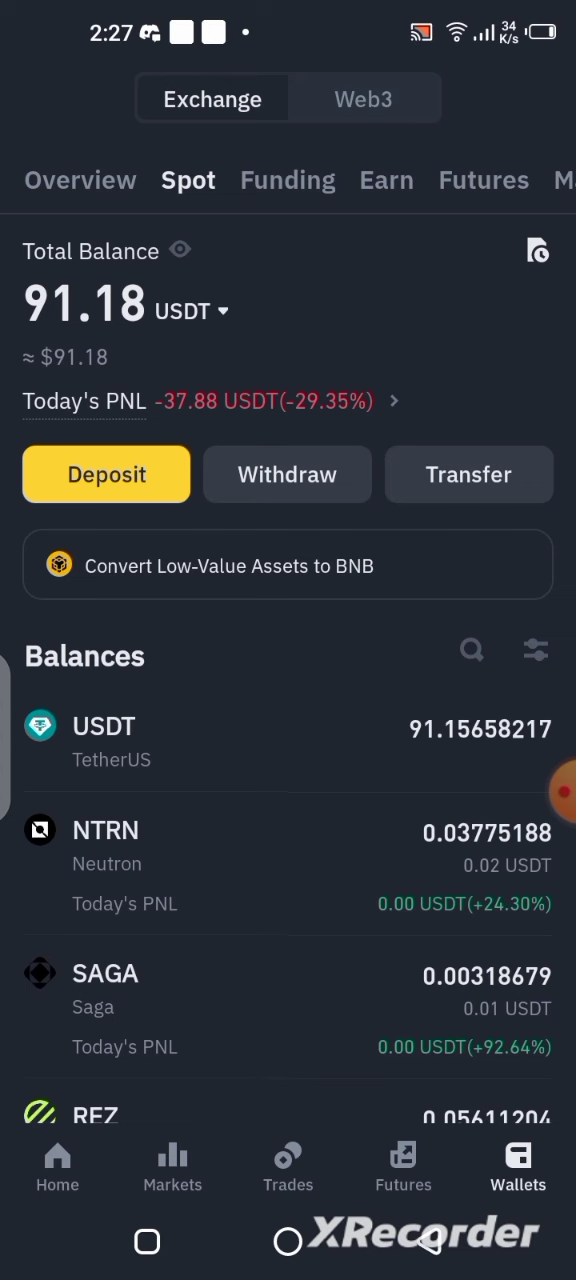 2:27
34
K/s
Exchange Web3
Overview Spot Funding Earn Futures
Total Balance
91.18 USDT
≈ $91.18
Today's PNL -37.88 USDT(-29.35%)
Deposit Withdraw Transfer
Convert Low-Value Assets to BNB
Balances
USDT 91.15658217
TetherUS
NTRN 0.03775188
Neutron 0.02 USDT
Today's PNL 0.00 USDT(+24.30%)
SAGA 0.00318679
Saga 0.01 USDT
Today's PNL 0.00 USDT(+92.64%)
REZ 0.05611204
Home Markets Trades Futures Wallets
XRecorder